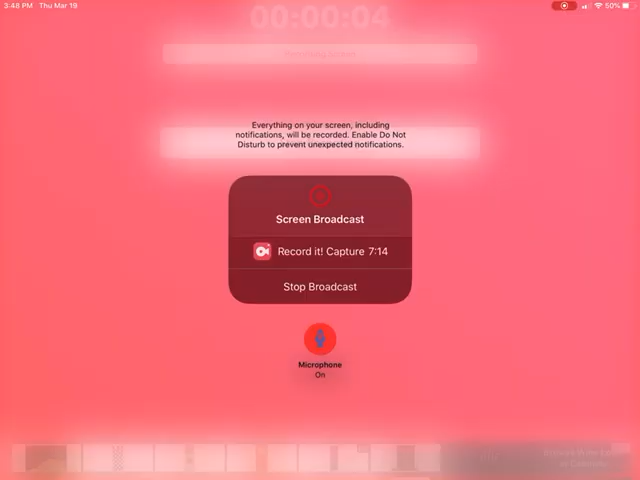 3:48 PM Thu Mar 19
50%
00:00:04
Everything on your screen, including
notifications, will be recorded. Enable Do Not
Disturb to prevent unexpected notifications.
Screen Broadcast
Record it! Capture 7:14
Stop Broadcast
Microphone
On